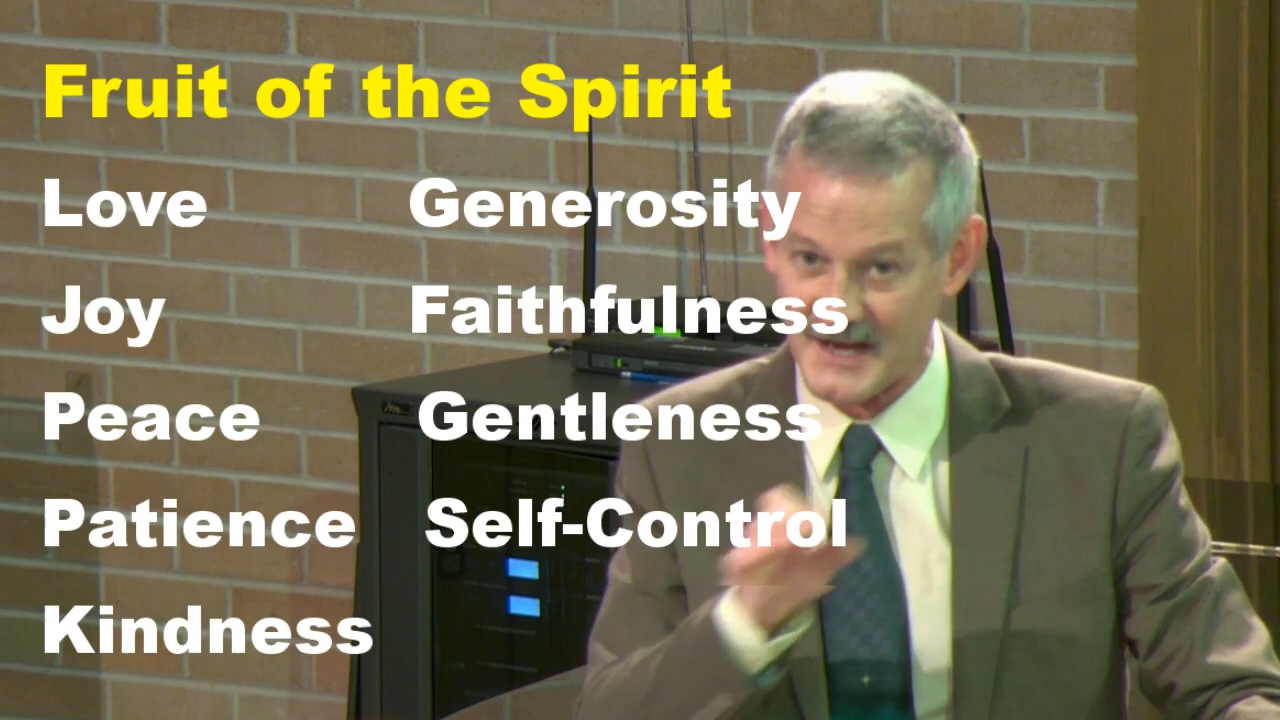 Fruit of the Spirit
Love Generosity
Joy Faithfulness
Peace Gentleness
Patience Self-Control
Kindness